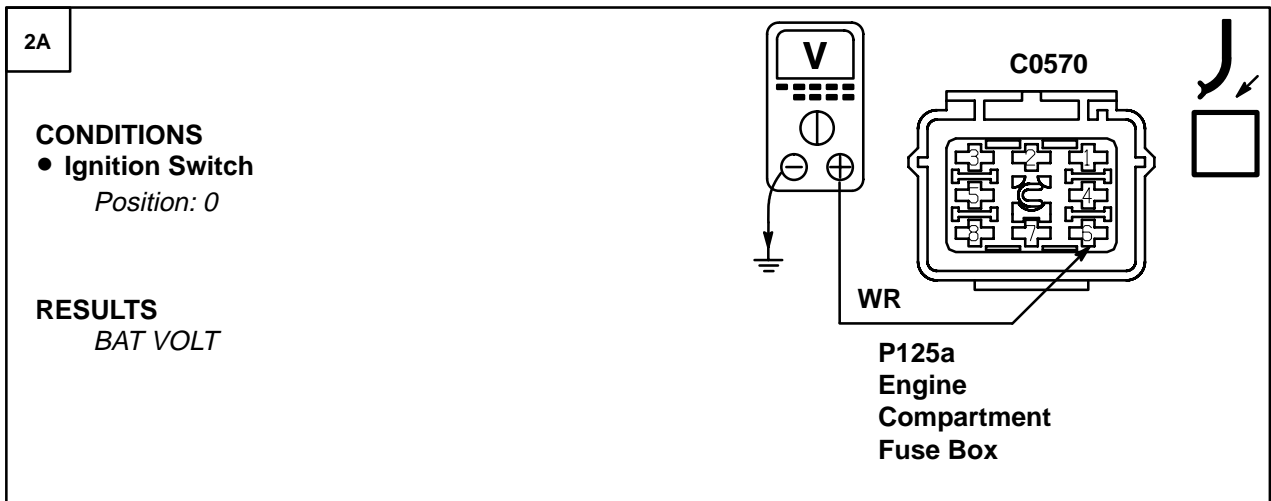 2A
CONDITIONS
● Ignition Switch
Position: 0
RESULTS
BAT VOLT
V
C0570
3 2 1
5 4
8 7 6
WR
P125a
Engine
Compartment
Fuse Box